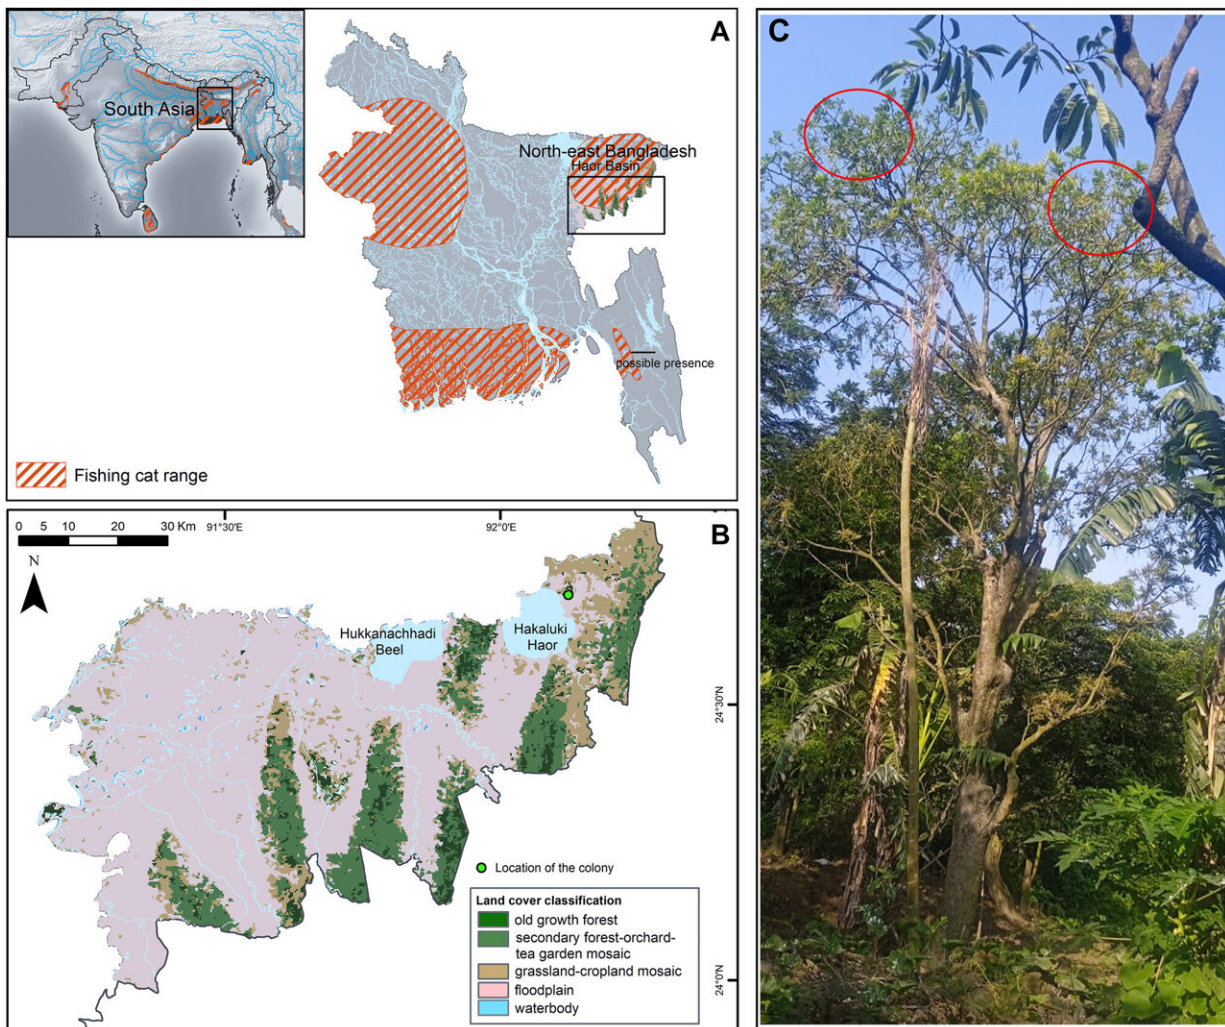 A
South Asia
North-east Bangladesh
Haor Basin
possible presence
Fishing cat range
B
91°30'E
92°0'E
0 5 10 20 30 Km
N
Hukkanachhadi
Beel
Hakaluki
Haor
24°30'N
24°0'N
Location of the colony
Land cover classification
old growth forest
secondary forest-orchard-
tea garden mosaic
grassland-cropland mosaic
floodplain
waterbody
C